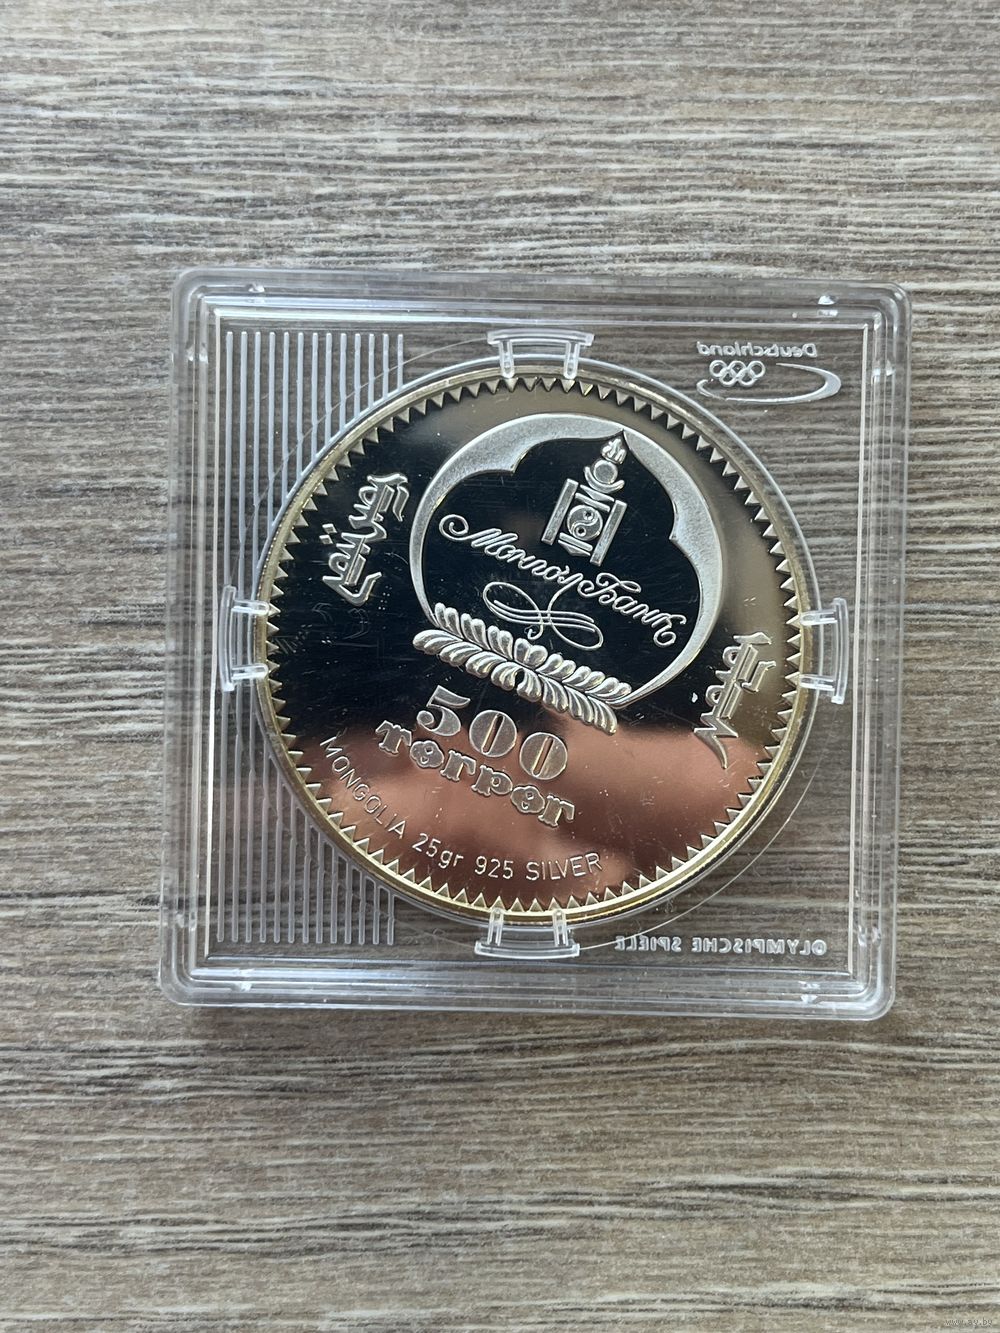 Deutschland
Монгол Банк
500
төгрөг
MONGOLIA 25gr 925 SILVER
OLYMPISCHE SPIELE